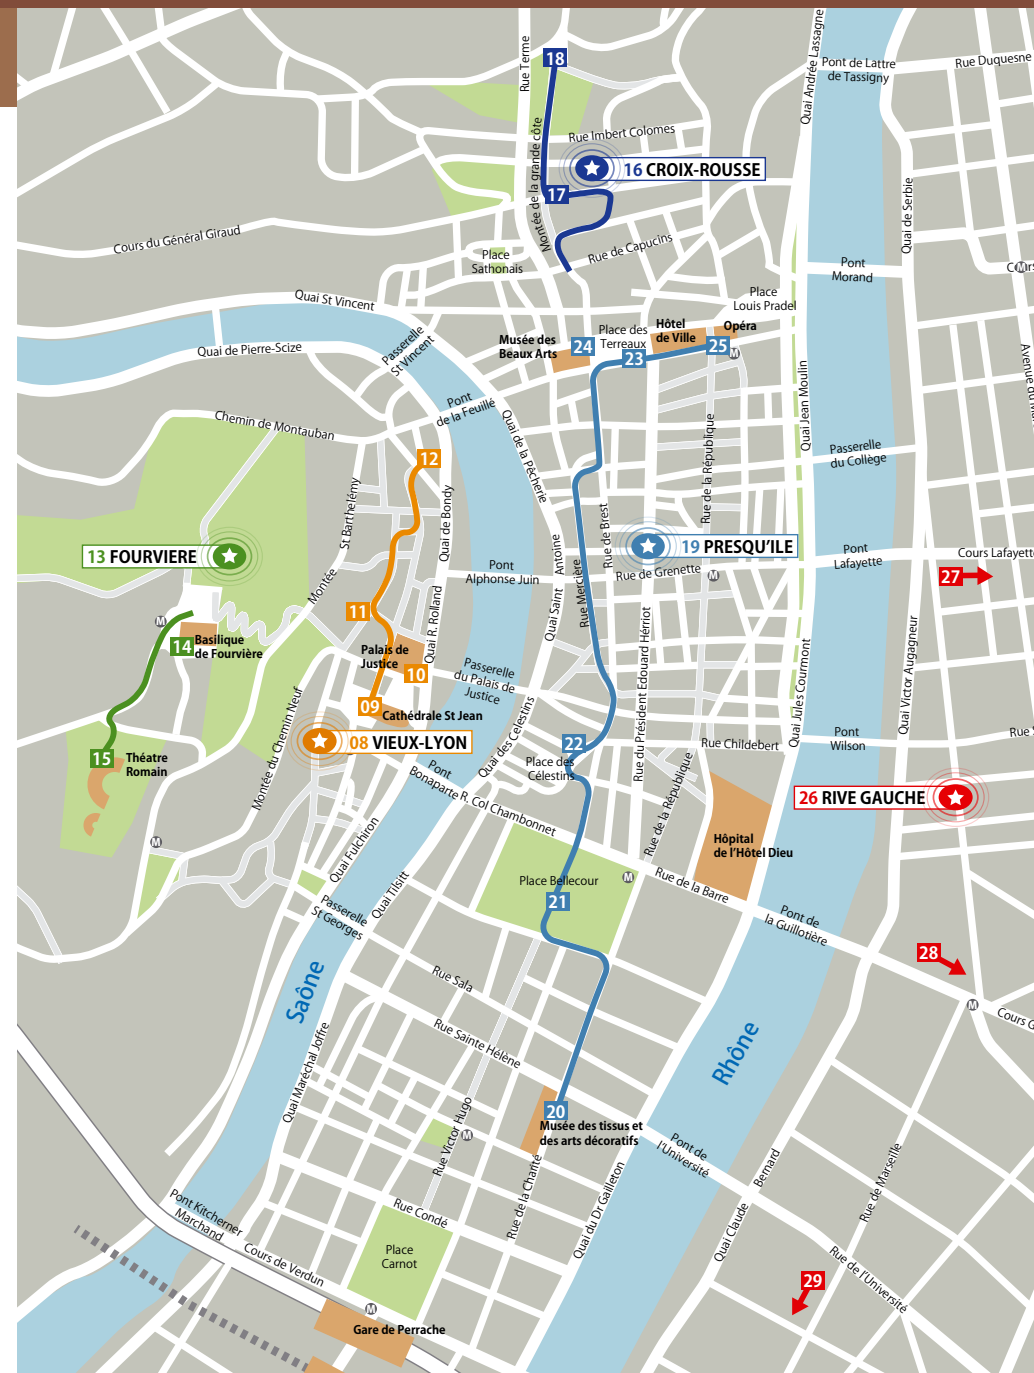 18
Rue Terme
Quai Andrée Lassagne
Pont de Lattre
de Tassigny
Rue Duquesne
Rue Imbert Colomes
Montée de la grande côte
16 CROIX-ROUSSE
17
Quai de Serbie
Cours du Général Giraud
Place
Sathonais
Rue de Capucins
Pont
Morand
M
Quai St Vincent
Place
Louis Pradel
Passerelle
St Vincent
Quai de Pierre-Scize
Musée des
Beaux Arts
24
Place des
Terreaux
23
Hôtel
de Ville
Opéra
25
M
Quai Jean Moulin
Pont
de la Feuillé
Chemin de Montauban
Quai de la Pêcherie
Rue de la République
Passerelle
du Collège
12
St Barthelémy
Montée
Quai de Bondy
13 FOURVIERE
Rue de Brest
19 PRESQU'ILE
Pont
Alphonse Juin
Quai Saint Antoine
Rue Mercière
Rue de Grenette
M
Pont
Lafayette
Cours Lafayette
27
11
Quai R. Rolland
M
14
Basilique
de Fourvière
Palais de
Justice
10
Passerelle
du Palais de
Justice
Rue du Président Edouard Hérriot
Quai Jules Courmont
Quai Victor Augagneur
09
Cathédrale St Jean
08 VIEUX-LYON
Montée du Chemin Neuf
Quai des Celestins
22
Place des
Célestins
Rue Childebert
Pont
Wilson
15
Théatre
Romain
Pont
Bonaparte
R. Col Chambonnet
Rue de la République
26 RIVE GAUCHE
M
Quai Fulchiron
Quai Tilsitt
Hôpital
de l'Hôtel Dieu
Place Bellecour
21
M
Rue de la Barre
Passerelle
St Georges
Pont de
la Guillotière
28
Saône
Rue Sala
M
Rue Sainte Hélène
Rhône
Quai Maréchal Joffre
20
Musée des tissus et
des arts décoratifs
Rue Victor Hugo
M
Pont de
l'Université
Rue de la Charité
Quai du Dr Gailleton
Quai Claude Bernard
Rue de Marseille
Pont Kitcherner
Marchand
Rue Condé
Cours de Verdun
Place
Carnot
Rue de l'Université
29
M
Gare de Perrache